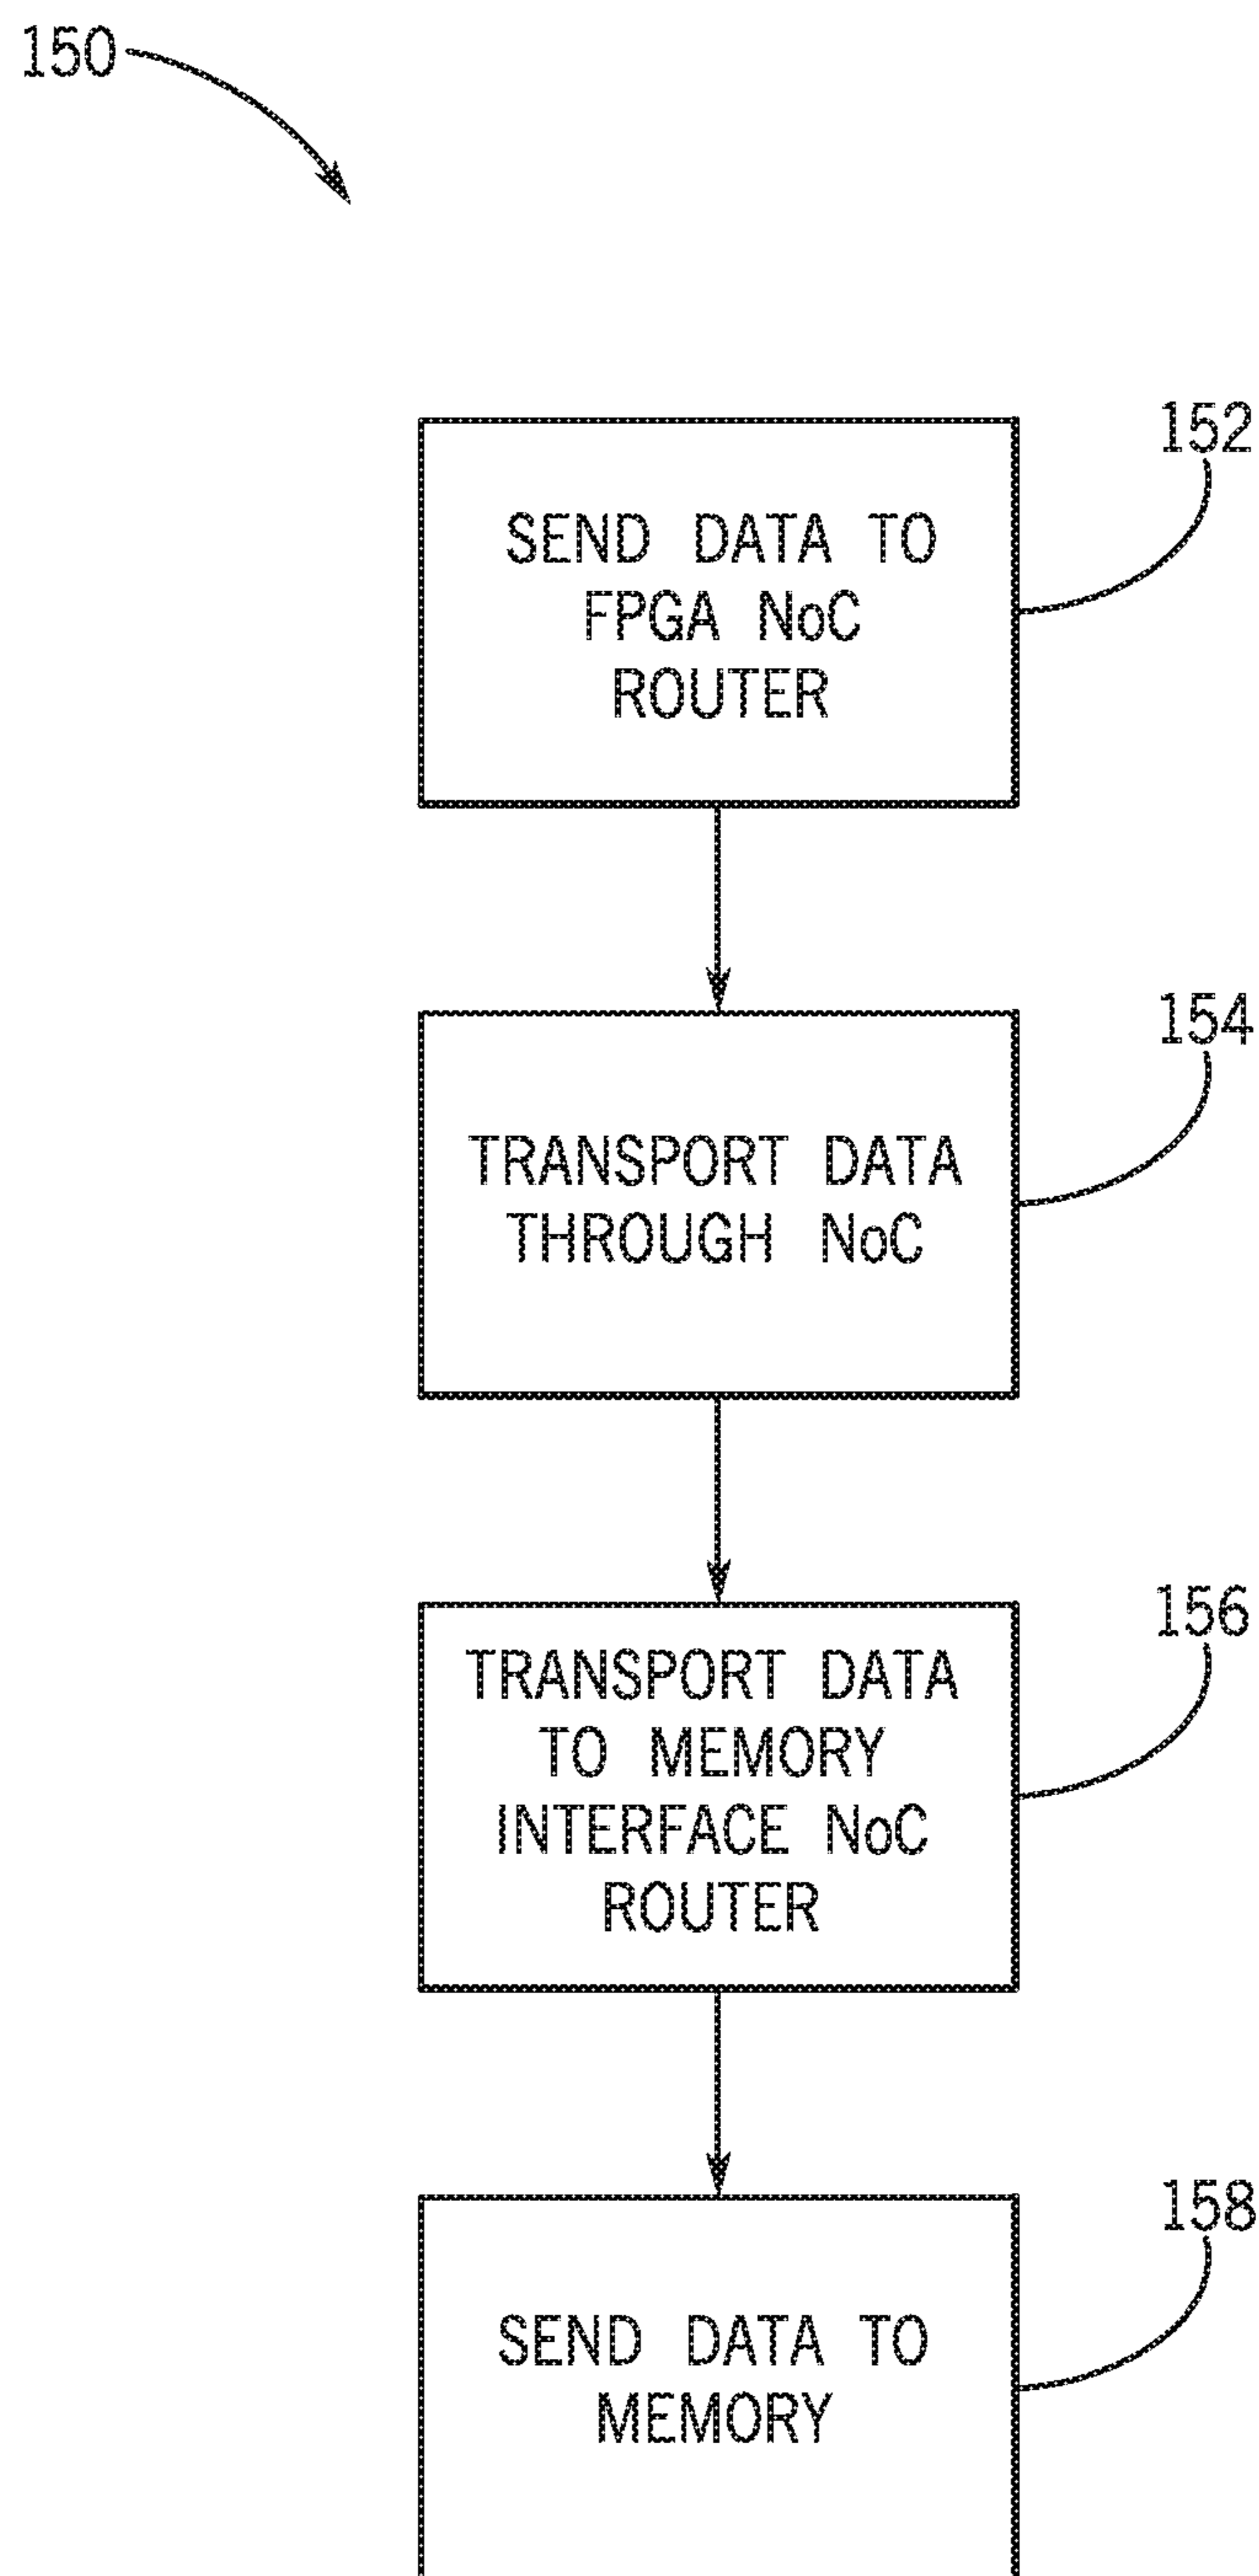 150
152
SEND DATA TO
FPGA NoC
ROUTER
154
TRANSPORT DATA
THROUGH NoC
156
TRANSPORT DATA
TO MEMORY
INTERFACE NoC
ROUTER
158
SEND DATA TO
MEMORY